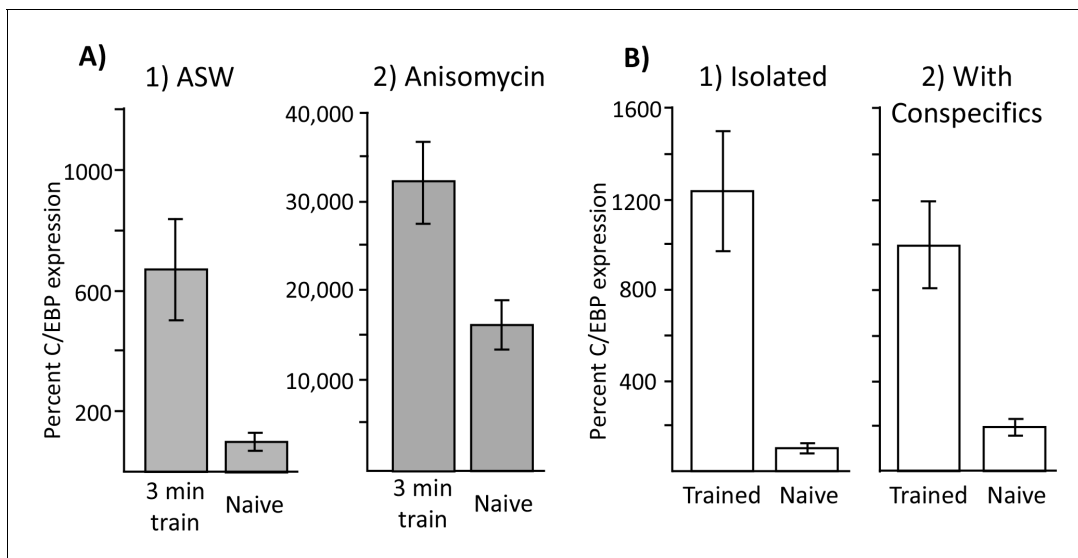 A)
1) ASW
Percent C/EBP expression
1000
600
200
3 min
train
Naive
2) Anisomycin
40,000
30,000
20,000
10,000
3 min
train
Naive
B)
1) Isolated
Percent C/EBP expression
1600
1200
800
400
Trained
Naive
2) With
Conspecifics
Trained
Naive